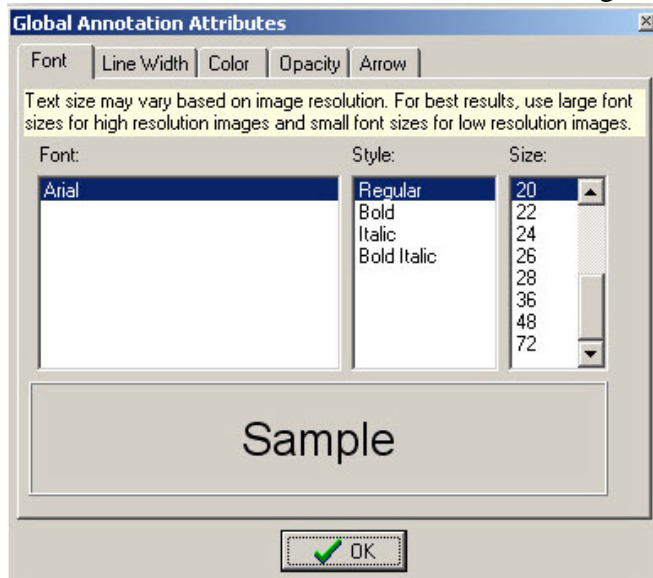 Global Annotation Attributes
Font Line Width Color Opacity Arrow
Text size may vary based on image resolution. For best results, use large font
sizes for high resolution images and small font sizes for low resolution images.
Font: Style: Size:
Arial Regular 20
Bold 22
Italic 24
Bold Italic 26
28
36
48
72
Sample
OK